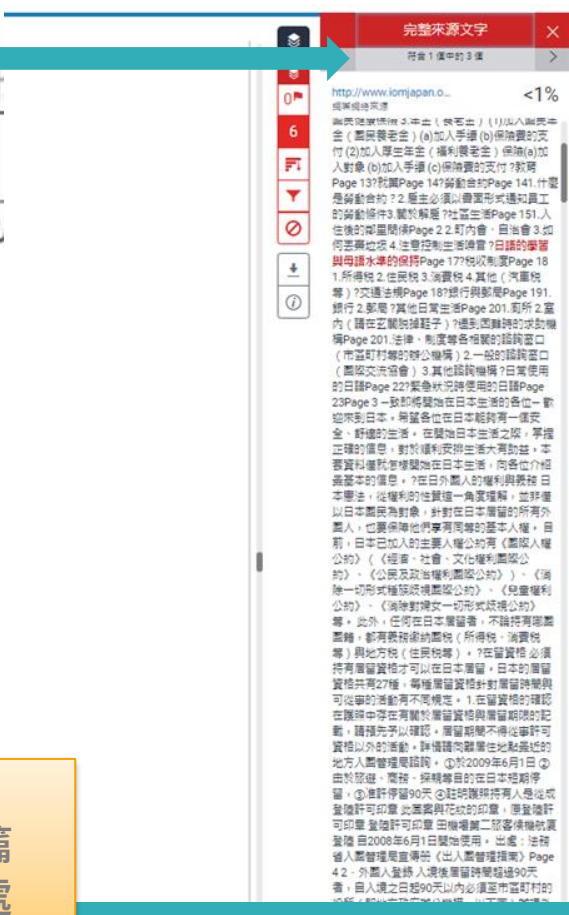 完整來源文字
符合 1 個中的 3 個
http://www.iomjapan.o...
<1%
網際網路來源
0
6
國民健康保險 3.年金（養老金）(1)加入國民年
金（國民養老金）(a)加入手續 (b)保險費的支
付 (2)加入厚生年金（福利養老金）保險(a)加
入對象 (b)加入手續 (c)保險費的支付 ?教育
Page 13?就業Page 14?勞動合約Page 141.什麼
是勞動合約？2.雇主必須以書面形式通知員工
的勞動條件3.關於解雇 ?社區生活Page 151.入
住後的鄰里問候Page 2 2.町內會、自治會 3.如
何丟棄垃圾 4.注意控制生活噪音 ?日語的學習
與母語水準的保持Page 17?稅收制度Page 18
1.所得稅 2.住民稅 3.消費稅 4.其他（汽車稅
等）?交通法規Page 18?銀行與郵局Page 191.
銀行 2.郵局 ?其他日常生活Page 201.廁所 2.室
內（請在玄關脫掉鞋子）?遇到困難時的求助機
構Page 201.法律、制度等各相關的諮詢窗口
（市區町村等的辦公機構）2.一般的諮詢窗口
（國際交流協會） 3.其他諮詢機構 ?日常使用
的日語Page 22?緊急狀況時使用的日語Page
23Page 3 —致即將開始在日本生活的各位— 歡
迎來到日本。希望各位在日本能夠有一個安
全、舒適的生活。在開始日本生活之際，掌握
正確的信息，對於順利安排生活大有助益。本
套資料僅就怎樣開始在日本生活，向各位介紹
最基本的信息。?在日外國人的權利與義務 日
本憲法，從權利的性質這一角度理解，並非僅
以日本國民為對象，針對在日本居留的所有外
國人，也要保障他們享有同等的基本人權。目
前，日本已加入的主要人權公約有《國際人權
公約》（《經濟、社會、文化權利國際公
約》、《公民及政治權利國際公約》）、《消
除一切形式種族歧視國際公約》、《兒童權利
公約》、《消除對婦女一切形式歧視公約》
等。此外，任何在日本居留者，不論持有哪國
國籍，都有義務繳納國稅（所得稅、消費稅
等）與地方稅（住民稅等）。?在留資格 必須
持有居留資格才可以在日本居留。日本的居留
資格共有27種，每種居留資格針對居留時間與
可從事的活動有不同規定。 1.在留資格的確認
在護照中存在有關於居留資格與居留期限的記
載，請預先予以確認。居留期間不得從事許可
資格以外的活動。詳情請向離居住地點最近的
地方入國管理局諮詢。 ①於2009年6月1日 ②
由於旅遊、商務、探親等目的在日本短期停
留，③准許停留90天 ④註明護照持有人是從成
登陸許可印章 此圖案與花紋的印章，原登陸許
可印章 登陸許可印章 田機場第二旅客候機航廈
登陸 自2008年6月1日開始使用。 出處：法務
省入國管理局宣傳冊《出入國管理指南》Page
4 2．外國人登錄 入境後居留時間超過90天
者，自入境之日起90天以內必須至市區町村的